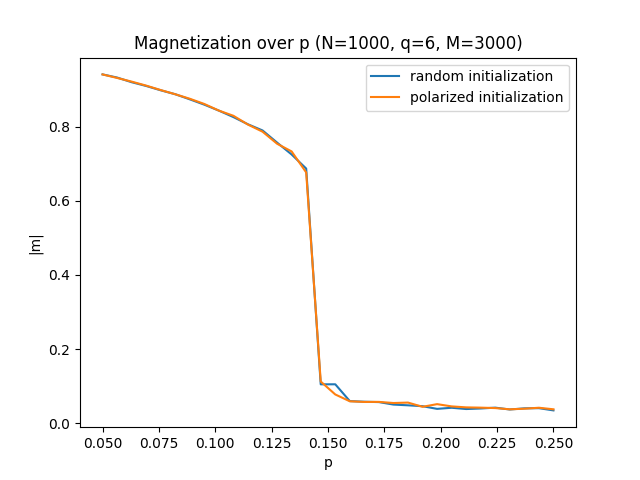 Magnetization over p (N=1000, q=6, M=3000)
random initialization
polarized initialization
|m|
0.8
0.6
0.4
0.2
0.0
0.050 0.075 0.100 0.125 0.150 0.175 0.200 0.225 0.250
p